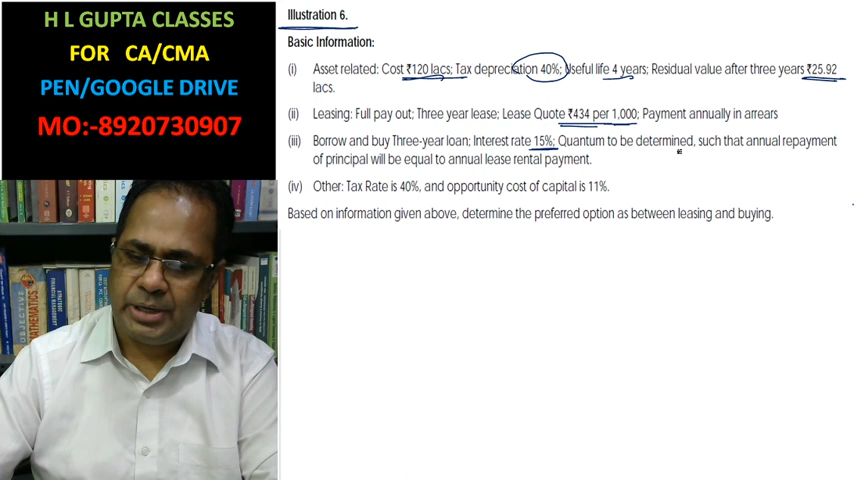 H L GUPTA CLASSES
FOR CA/CMA
PEN/GOOGLE DRIVE
MO:-8920730907
Illustration 6.
Basic Information:
(i) Asset related: Cost ₹120 lacs; Tax depreciation 40%; Useful life 4 years; Residual value after three years ₹25.92
lacs.
(ii) Leasing: Full pay out; Three year lease; Lease Quote ₹434 per 1,000; Payment annually in arrears
(iii) Borrow and buy Three-year loan; Interest rate 15%; Quantum to be determined, such that annual repayment
of principal will be equal to annual lease rental payment.
(iv) Other: Tax Rate is 40%, and opportunity cost of capital is 11%.
Based on information given above, determine the preferred option as between leasing and buying.
OBJECTIVE
MATHEMATICS